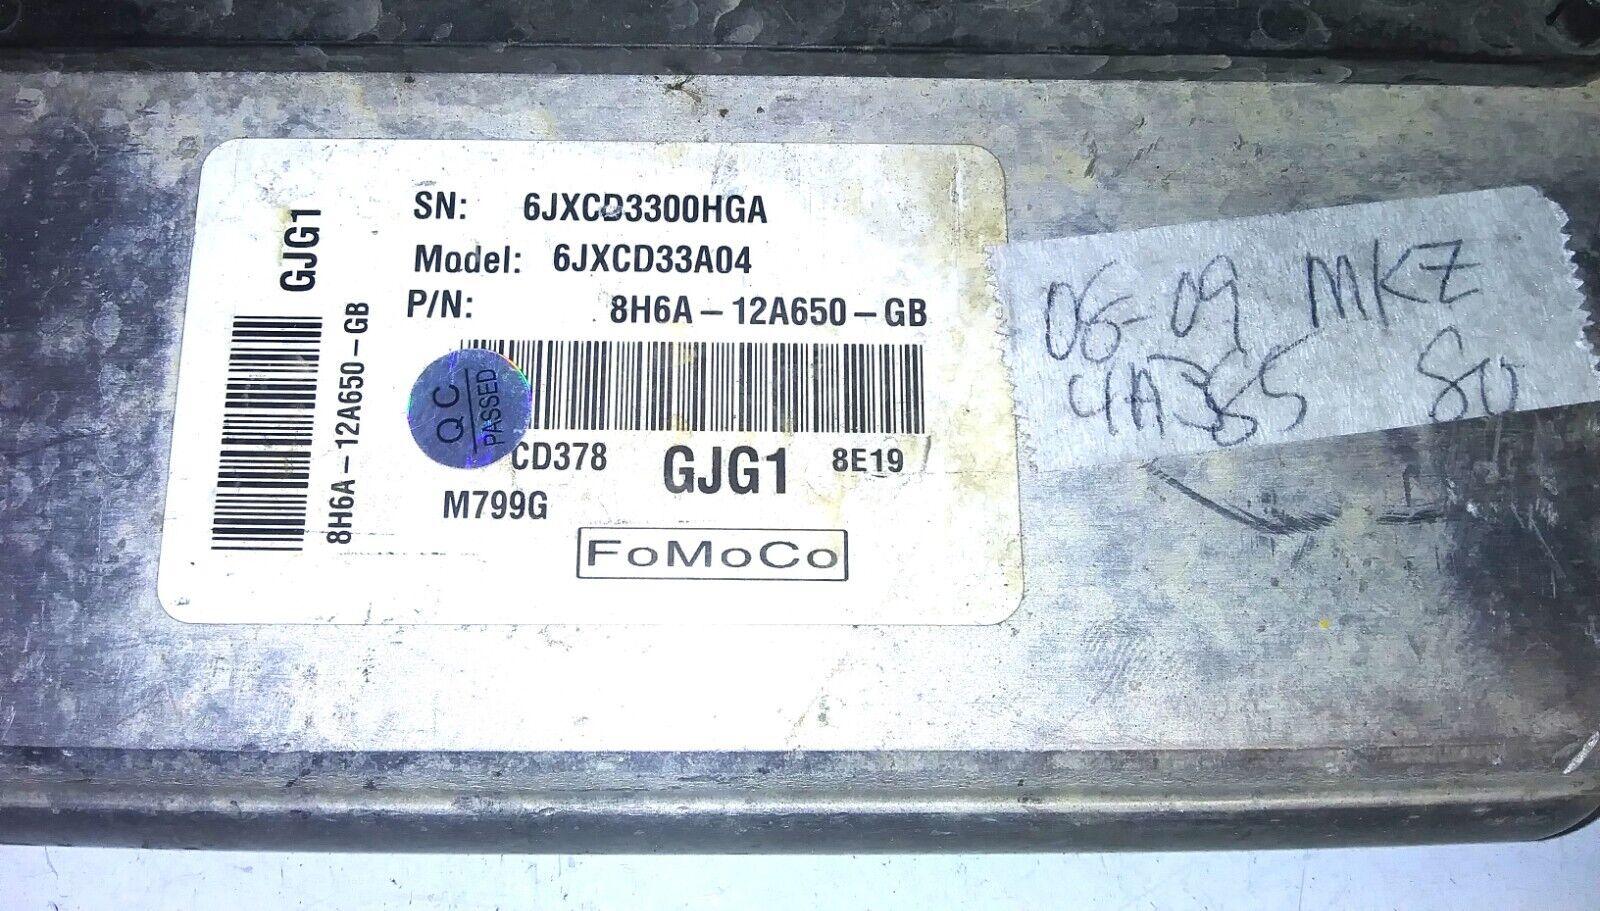 SN: 6JXCD3300HGA
Model: 6JXCD33A04
P/N: 8H6A-12A650-GB
GJG1
8H6A-12A650-GB
QC
PASSED
CD378 GJG1 8E19
M799G
FoMoCo
06-09 MKZ
4A365 80